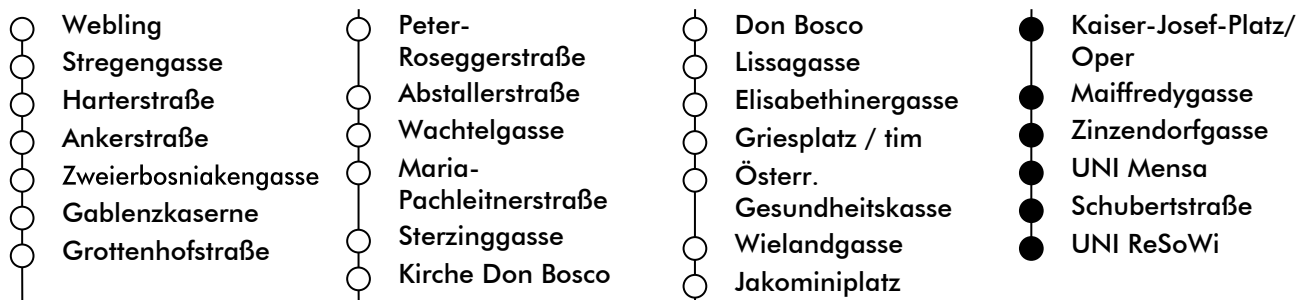 Webling
Stregengasse
Harterstraße
Ankerstraße
Zweierbosniakengasse
Gablenzkaserne
Grottenhofstraße
Peter-
Roseggerstraße
Abstallerstraße
Wachtelgasse
Maria-
Pachleitnerstraße
Sterzinggasse
Kirche Don Bosco
Don Bosco
Lissagasse
Elisabethinergasse
Griesplatz / tim
Österr.
Gesundheitskasse
Wielandgasse
Jakominiplatz
Kaiser-Josef-Platz/
Oper
Maiffredygasse
Zinzendorfgasse
UNI Mensa
Schubertstraße
UNI ReSoWi